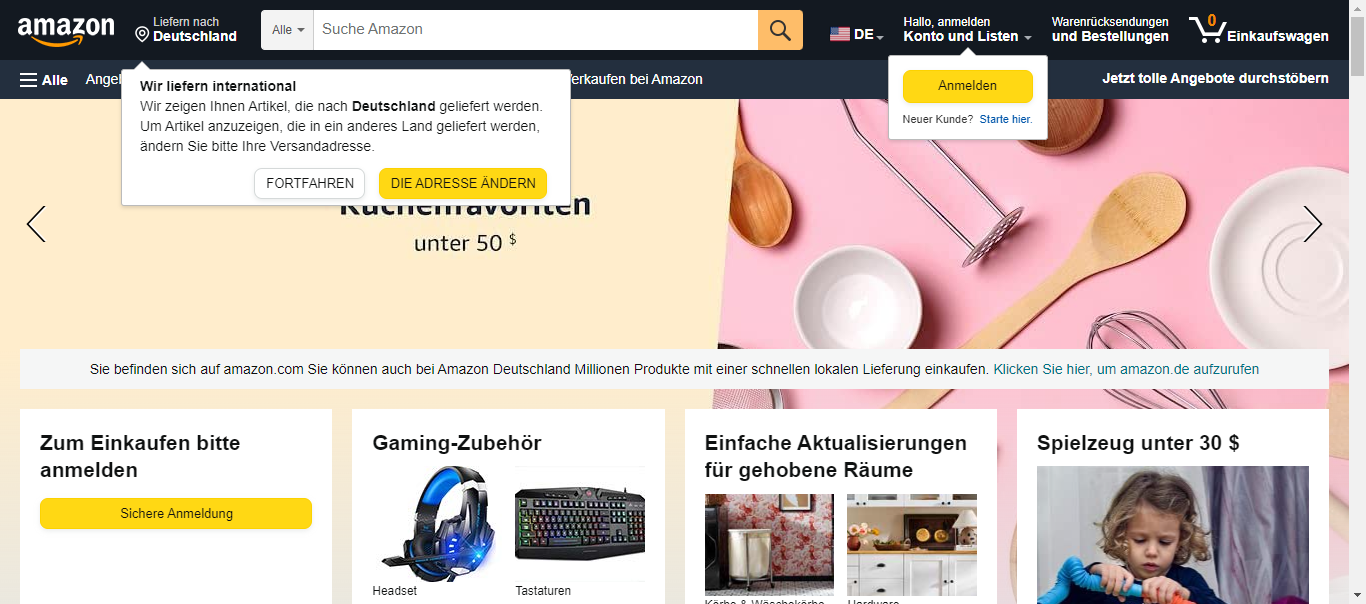 amazon
Liefern nach
Deutschland
Alle
Suche Amazon
DE
Hallo, anmelden
Konto und Listen
Warenrücksendungen
und Bestellungen
0
Einkaufswagen
Alle
Verkaufen bei Amazon
Jetzt tolle Angebote durchstöbern
Wir liefern international
Wir zeigen Ihnen Artikel, die nach Deutschland geliefert werden.
Um Artikel anzuzeigen, die in ein anderes Land geliefert werden,
ändern Sie bitte Ihre Versandadresse.
FORTFAHREN
DIE ADRESSE ÄNDERN
Anmelden
Neuer Kunde? Starte hier.
Küchenfavoriten
unter 50 $
Sie befinden sich auf amazon.com Sie können auch bei Amazon Deutschland Millionen Produkte mit einer schnellen lokalen Lieferung einkaufen. Klicken Sie hier, um amazon.de aufzurufen
Zum Einkaufen bitte
anmelden
Sichere Anmeldung
Gaming-Zubehör
Headset
Tastaturen
Einfache Aktualisierungen
für gehobene Räume
Körbe & Wäschekörbe
Hardware
Spielzeug unter 30 $